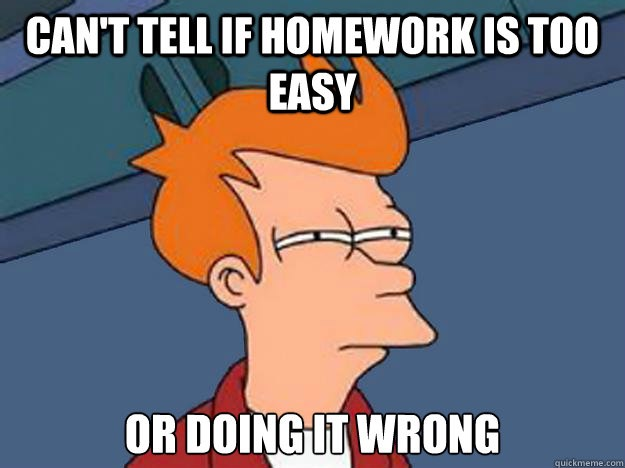 CAN'T TELL IF HOMEWORK IS TOO
EASY
OR DOING IT WRONG
quickmeme.com